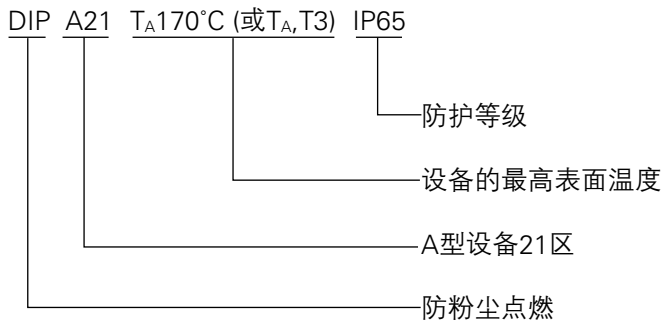 DIP A21 TA170°C (或TA,T3) IP65
防护等级
设备的最高表面温度
A型设备21区
防粉尘点燃